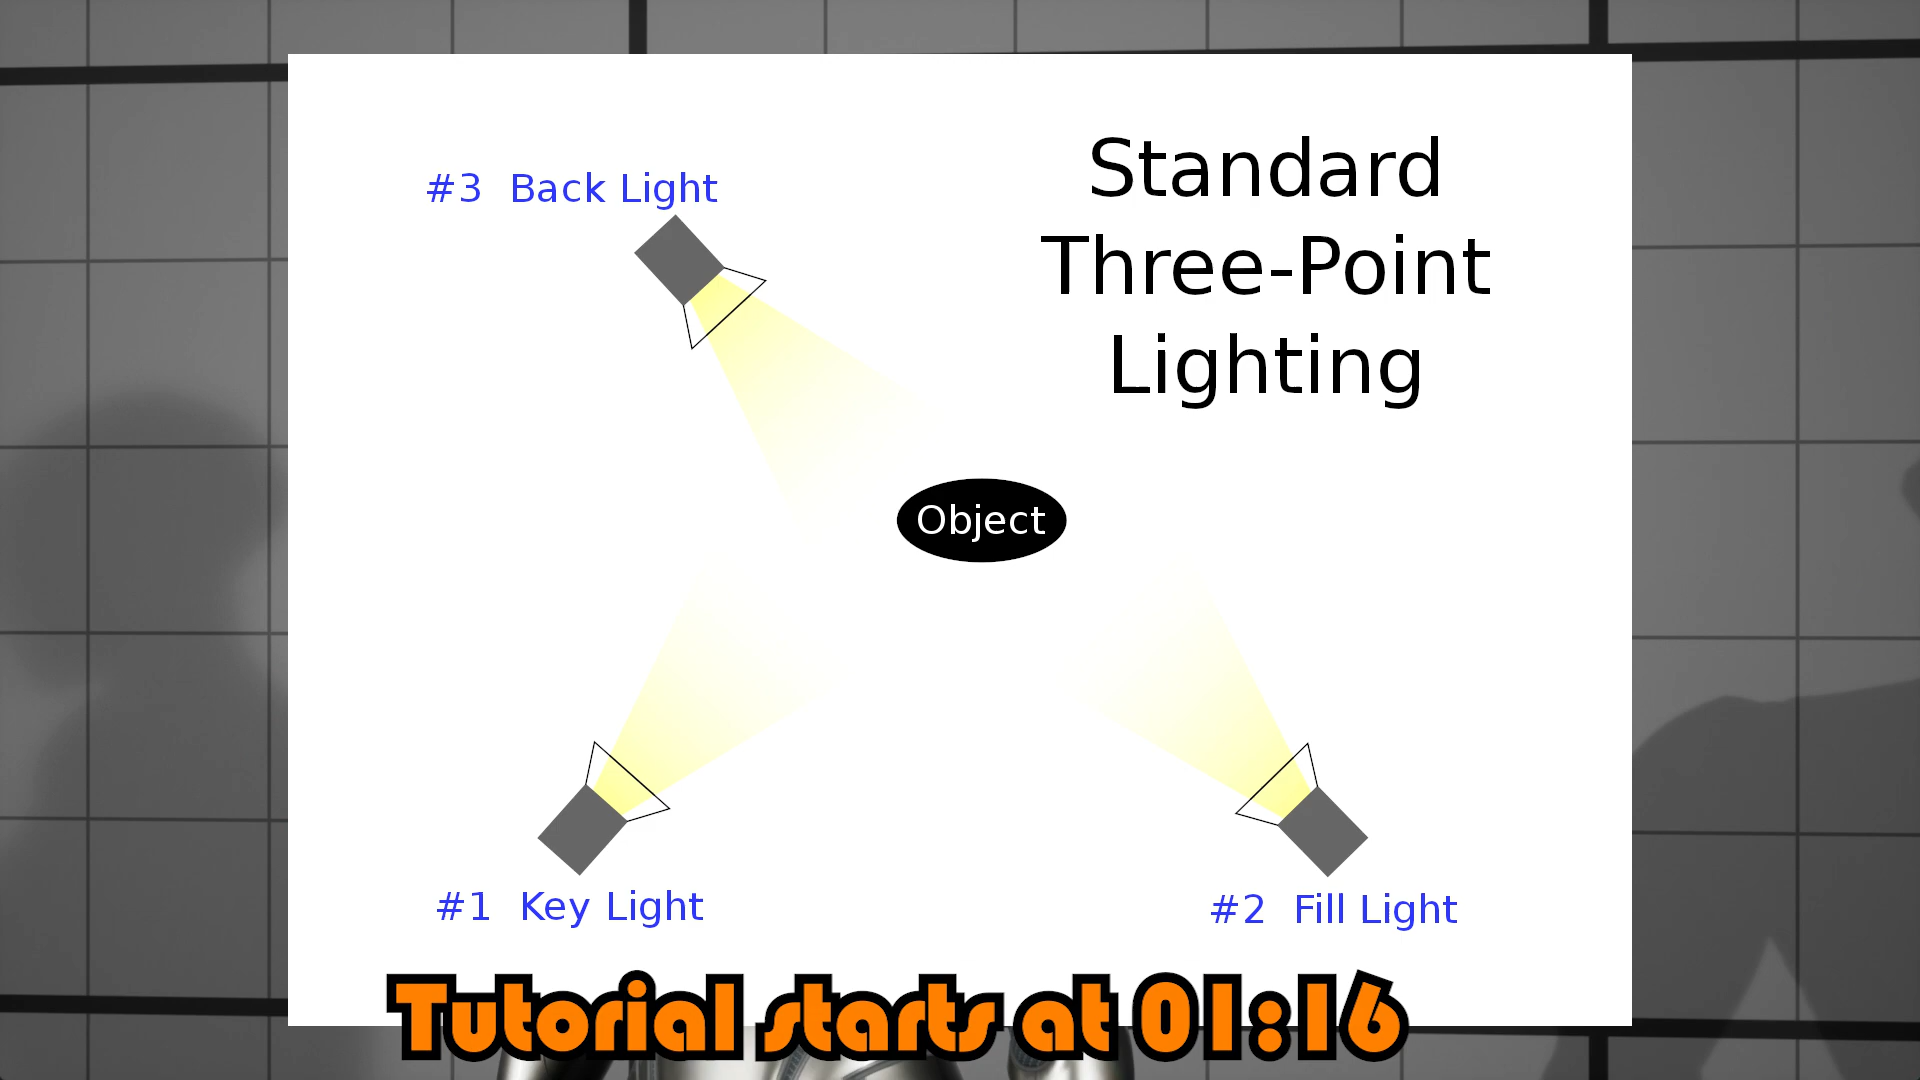 Standard
Three-Point
Lighting
#3 Back Light
Object
#1 Key Light
#2 Fill Light
Tutorial starts at 01:16